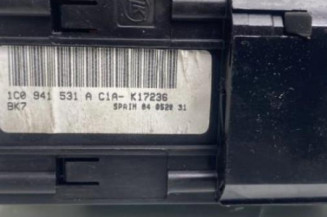 1C0 941 531 A C1A- K17236
BK7
SPAIN 04 0520 31